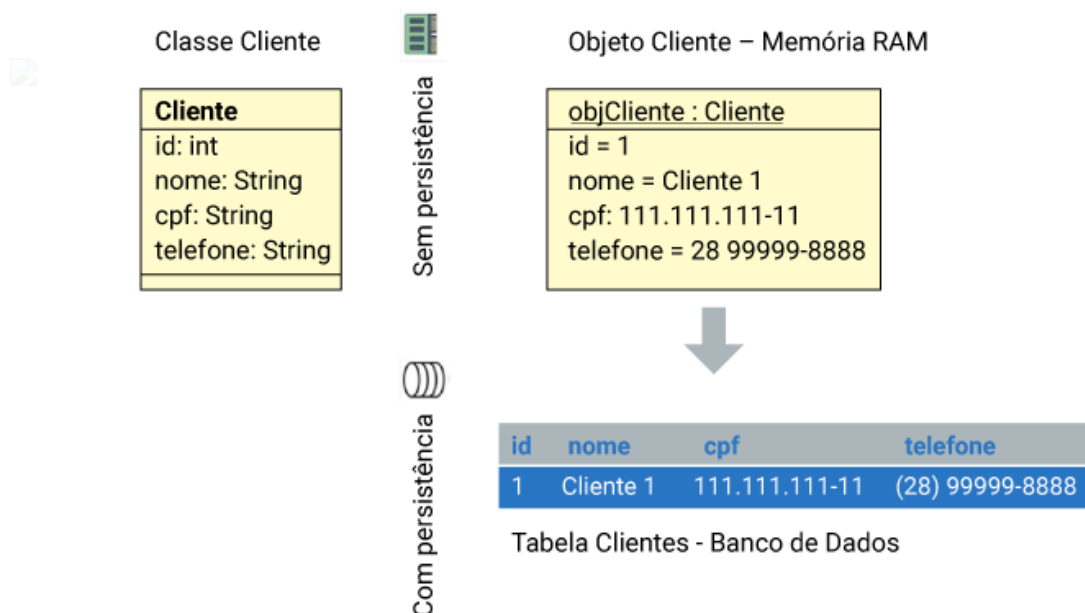 Classe Cliente
Cliente
id: int
nome: String
cpf: String
telefone: String
Sem persistência
Objeto Cliente – Memória RAM
objCliente : Cliente
id = 1
nome = Cliente 1
cpf: 111.111.111-11
telefone = 28 99999-8888
Com persistência
id nome cpf telefone
1 Cliente 1 111.111.111-11 (28) 99999-8888
Tabela Clientes - Banco de Dados